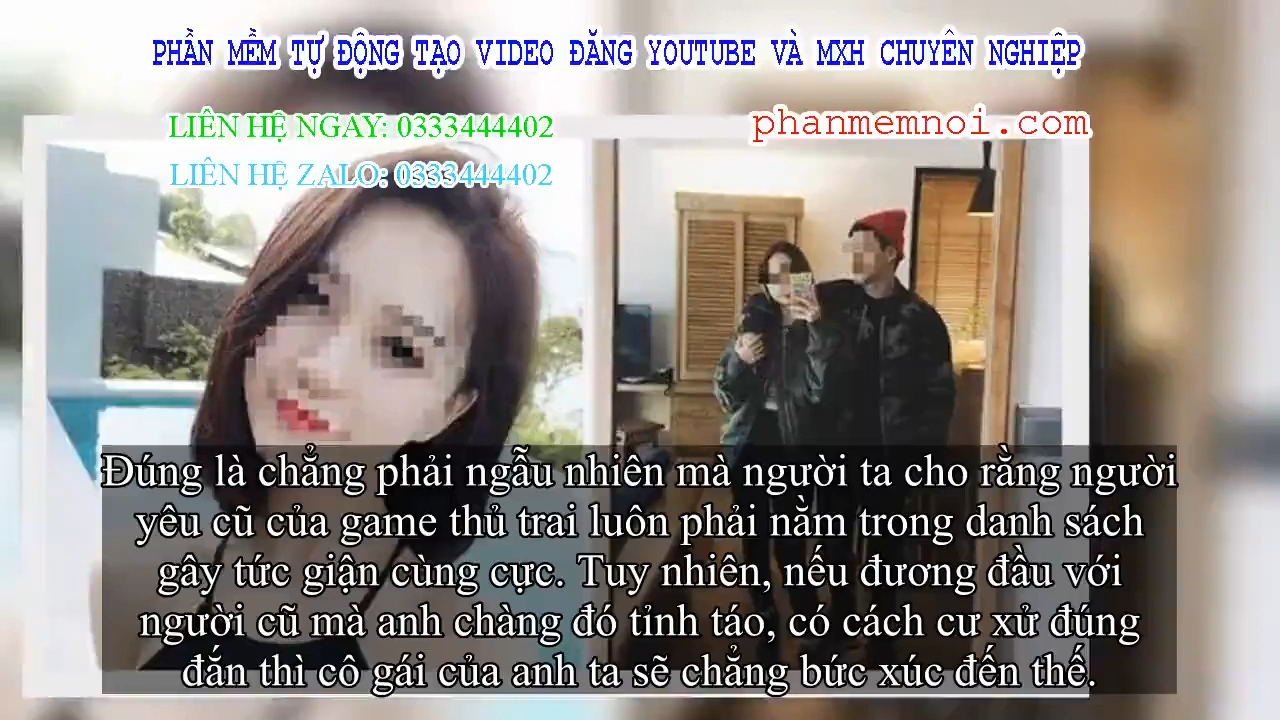 PHẦN MỀM TỰ ĐỘNG TẠO VIDEO ĐĂNG YOUTUBE VÀ MXH CHUYÊN NGHIỆP
LIÊN HỆ NGAY: 0333444402
phanmemnoi.com
LIÊN HỆ ZALO: 0333444402
Đúng là chẳng phải ngẫu nhiên mà người ta cho rằng người
yêu cũ của game thủ trai luôn phải nằm trong danh sách
gây tức giận cùng cực. Tuy nhiên, nếu đương đầu với
người cũ mà anh chàng đó tỉnh táo, có cách cư xử đúng
đắn thì cô gái của anh ta sẽ chẳng bức xúc đến thế.